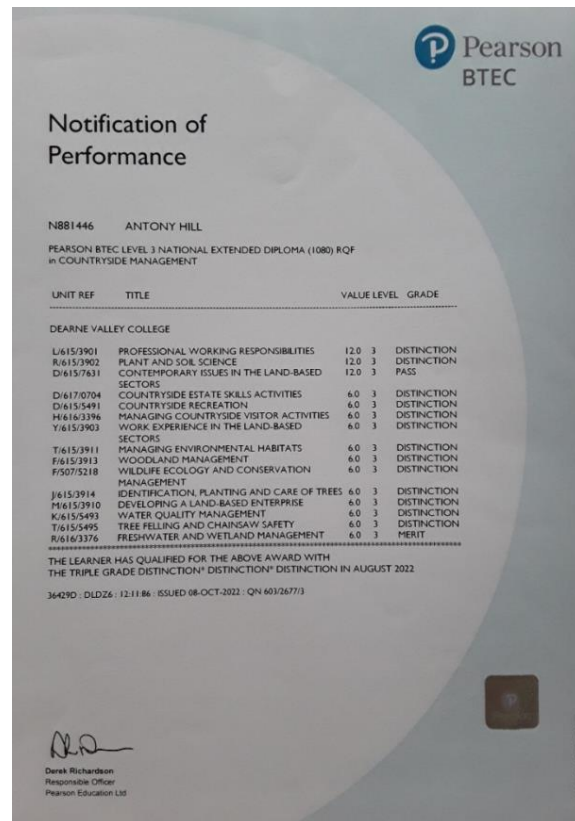 Pearson
BTEC
Notification of
Performance
N881446 ANTONY HILL
PEARSON BTEC LEVEL 3 NATIONAL EXTENDED DIPLOMA (1080) RQF
in COUNTRYSIDE MANAGEMENT
UNIT REF TITLE VALUE LEVEL GRADE
DEARNE VALLEY COLLEGE
L/615/3901 PROFESSIONAL WORKING RESPONSIBILITIES 12.0 3 DISTINCTION
R/615/3902 PLANT AND SOIL SCIENCE 12.0 3 DISTINCTION
D/615/7631 CONTEMPORARY ISSUES IN THE LAND-BASED 12.0 3 PASS
SECTORS
D/617/0704 COUNTRYSIDE ESTATE SKILLS ACTIVITIES 6.0 3 DISTINCTION
D/615/5491 COUNTRYSIDE RECREATION 6.0 3 DISTINCTION
H/616/3396 MANAGING COUNTRYSIDE VISITOR ACTIVITIES 6.0 3 DISTINCTION
Y/615/3903 WORK EXPERIENCE IN THE LAND-BASED 6.0 3 DISTINCTION
SECTORS
T/615/3911 MANAGING ENVIRONMENTAL HABITATS 6.0 3 DISTINCTION
F/615/3913 WOODLAND MANAGEMENT 6.0 3 DISTINCTION
F/507/5218 WILDLIFE ECOLOGY AND CONSERVATION 6.0 3 DISTINCTION
MANAGEMENT
J/615/3914 IDENTIFICATION, PLANTING AND CARE OF TREES 6.0 3 DISTINCTION
M/615/3910 DEVELOPING A LAND-BASED ENTERPRISE 6.0 3 DISTINCTION
K/615/5493 WATER QUALITY MANAGEMENT 6.0 3 DISTINCTION
T/615/5495 TREE FELLING AND CHAINSAW SAFETY 6.0 3 DISTINCTION
R/616/3376 FRESHWATER AND WETLAND MANAGEMENT 6.0 3 MERIT
THE LEARNER HAS QUALIFIED FOR THE ABOVE AWARD WITH
THE TRIPLE GRADE DISTINCTION* DISTINCTION* DISTINCTION IN AUGUST 2022
36429D : DLDZ6 : 12:11:86 : ISSUED 08-OCT-2022 : QN 603/2677/3
Derek Richardson
Responsible Officer
Pearson Education Ltd